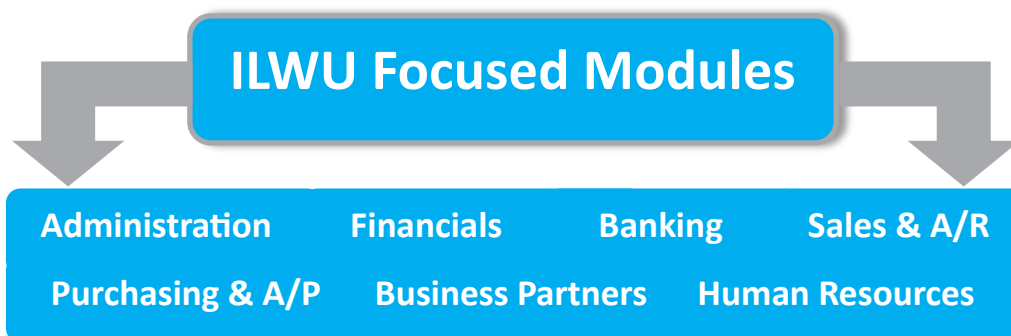 ILWU Focused Modules
Administration Financials Banking Sales & A/R
Purchasing & A/P Business Partners Human Resources